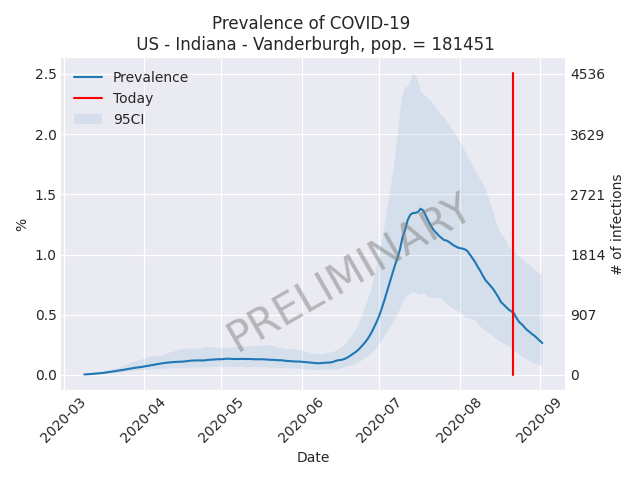 Prevalence of COVID-19
US - Indiana - Vanderburgh, pop. = 181451
Prevalence
Today
95CI
2.5
2.0
1.5
1.0
0.5
0.0
%
4536
3629
2721
1814
907
0
# of infections
PRELIMINARY
2020-03
2020-04
2020-05
2020-06
2020-07
2020-08
2020-09
Date